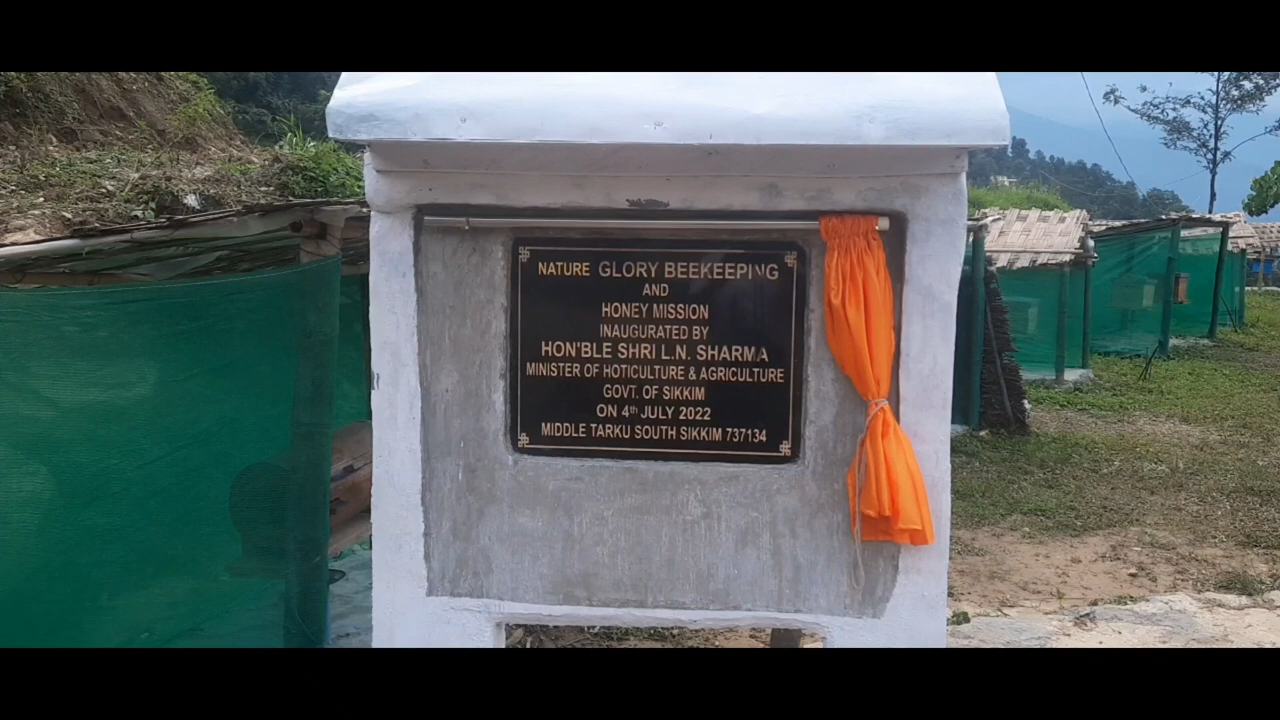 NATURE GLORY BEEKEEPING
AND
HONEY MISSION
INAUGURATED BY
HON'BLE SHRI L.N. SHARMA
MINISTER OF HOTICULTURE & AGRICULTURE
GOVT. OF SIKKIM
ON 4th JULY 2022
MIDDLE TARKU SOUTH SIKKIM 737134